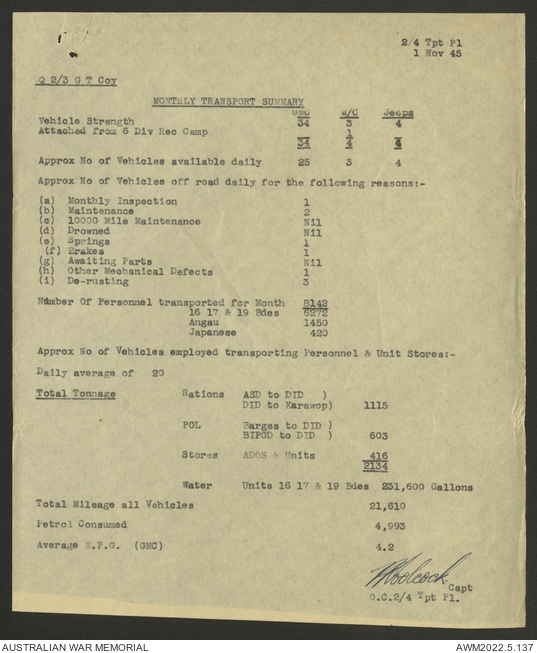 2/4 Tpt Pl
1 Nov 45
Q 2/3 G T Coy
MONTHLY TRANSPORT SUMMARY
GMC W/C Jeeps
Vehicle Strength 34 3 4
Attached from 6 Div Rec Camp 1
34 4 4
Approx No of Vehicles available daily 25 3 4
Approx No of Vehicles off road daily for the following reasons:-
(a) Monthly Inspection 1
(b) Maintenance 2
(c) 10000 Mile Maintenance Nil
(d) Drowned Nil
(e) Springs 1
(f) Brakes 1
(g) Awaiting Parts Nil
(h) Other Mechanical Defects 1
(i) De-rusting 3
Number Of Personnel transported for Month 8142
16 17 & 19 Bdes 6272
Angau 1450
Japanese 420
Approx No of Vehicles employed transporting Personnel & Unit Stores:-
Daily average of 20
Total Tonnage Rations ASD to DID )
DID to Karawop) 1115
POL Barges to DID )
BIPOD to DID ) 603
Stores ADOS & Units 416
2134
Water Units 16 17 & 19 Bdes 231,600 Gallons
Total Mileage all Vehicles 21,610
Petrol Consumed 4,993
Average M.P.G. (GMC) 4.2
Capt
O.C.2/4 Tpt Pl.
AUSTRALIAN WAR MEMORIAL AWM2022.5.137